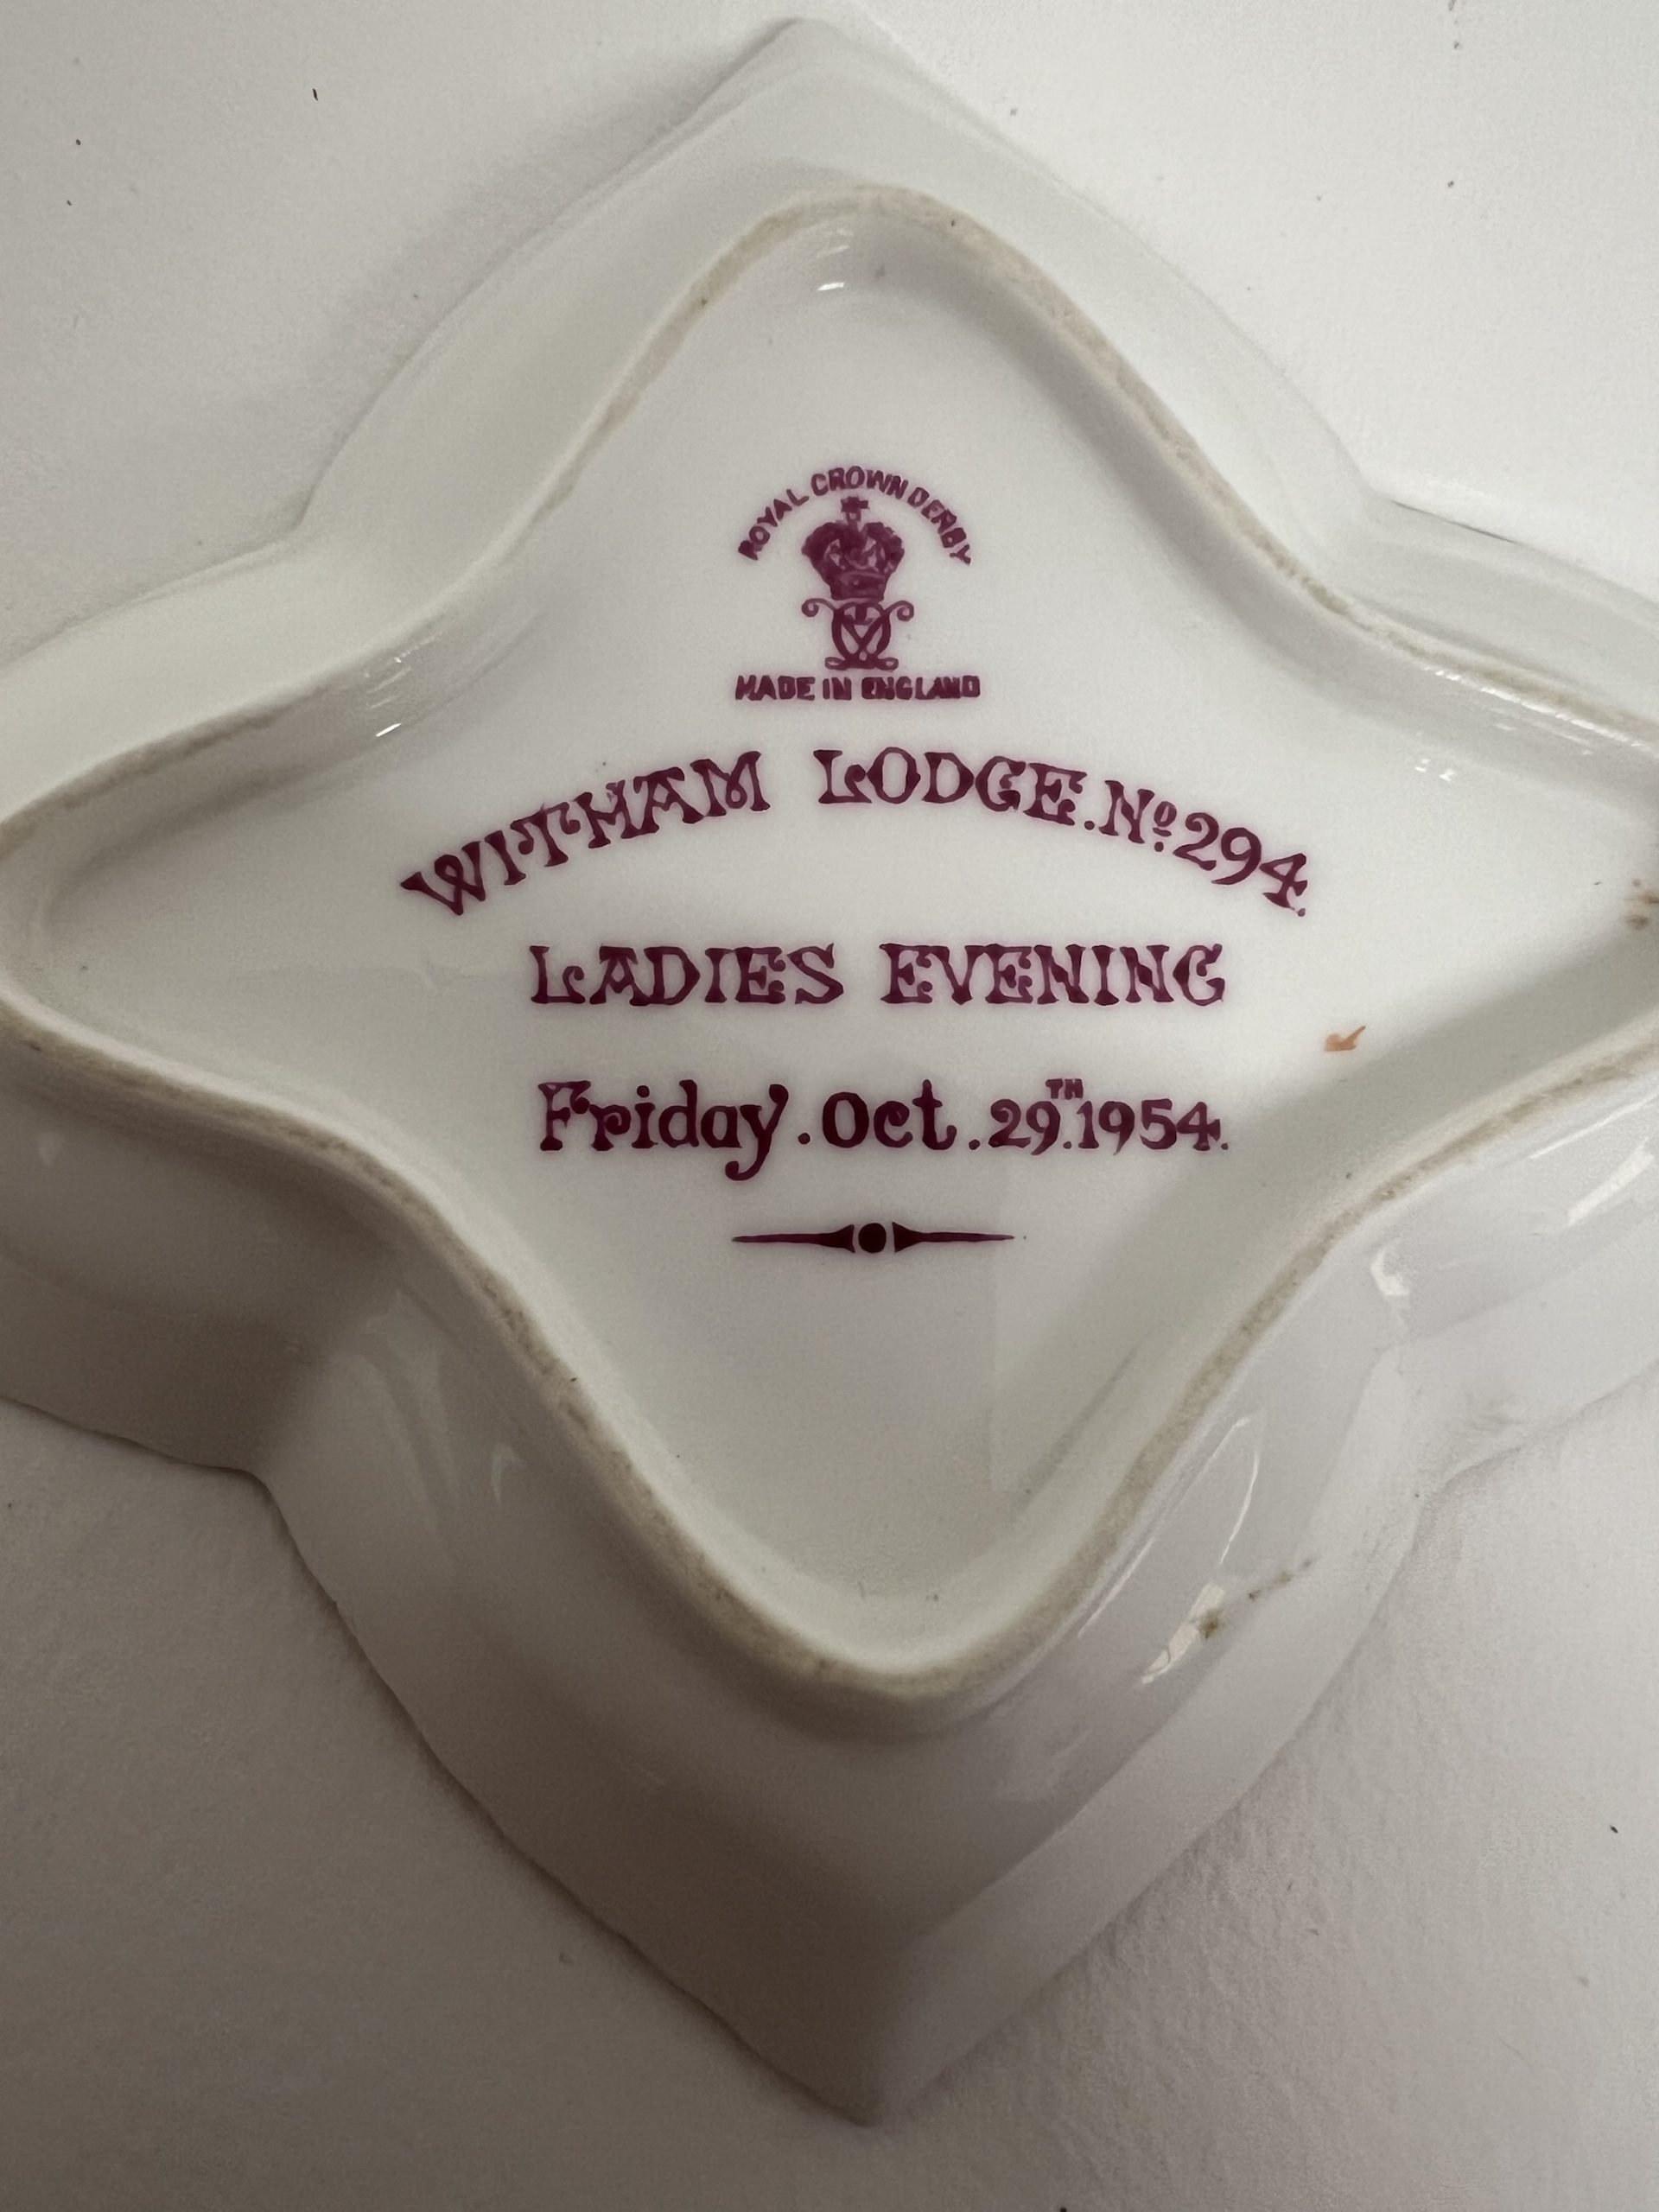 ROYAL CROWN DERBY
MADE IN ENGLAND
WITHAM LODGE. Nº 294.
LADIES EVENING
Friday. Oct. 29TH. 1954.